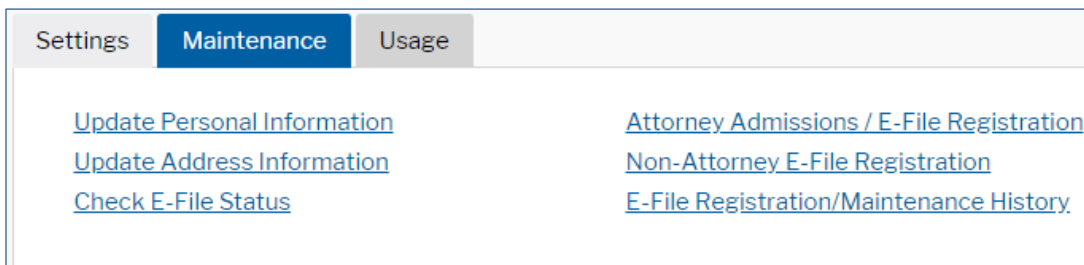 Settings Maintenance Usage
Update Personal Information
Update Address Information
Check E-File Status
Attorney Admissions / E-File Registration
Non-Attorney E-File Registration
E-File Registration/Maintenance History